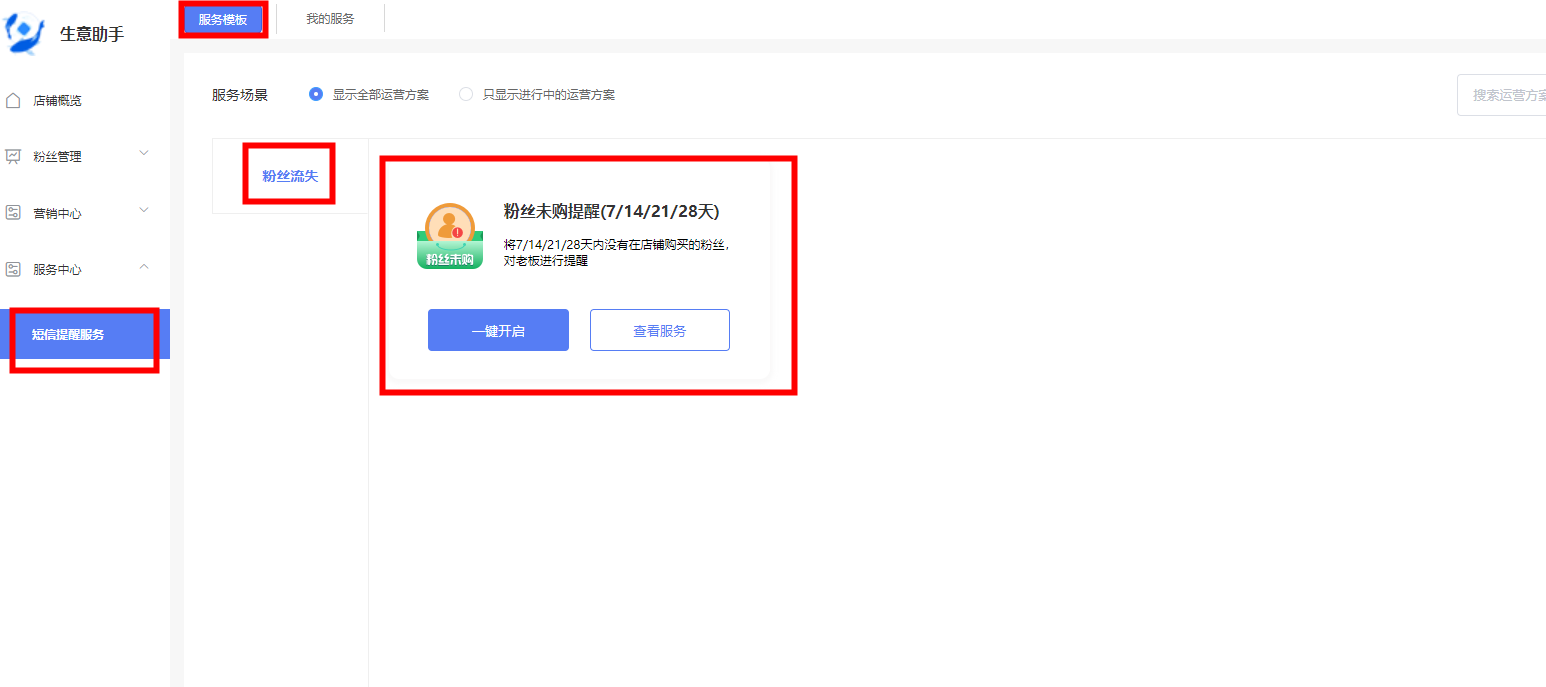 生意助手
服务模板
我的服务
店铺概览
粉丝管理
营销中心
服务中心
短信提醒服务
服务场景
显示全部运营方案
只显示进行中的运营方案
搜索运营方案
粉丝流失
粉丝未购
粉丝未购提醒(7/14/21/28天)
将7/14/21/28天内没有在店铺购买的粉丝，
对老板进行提醒
一键开启
查看服务